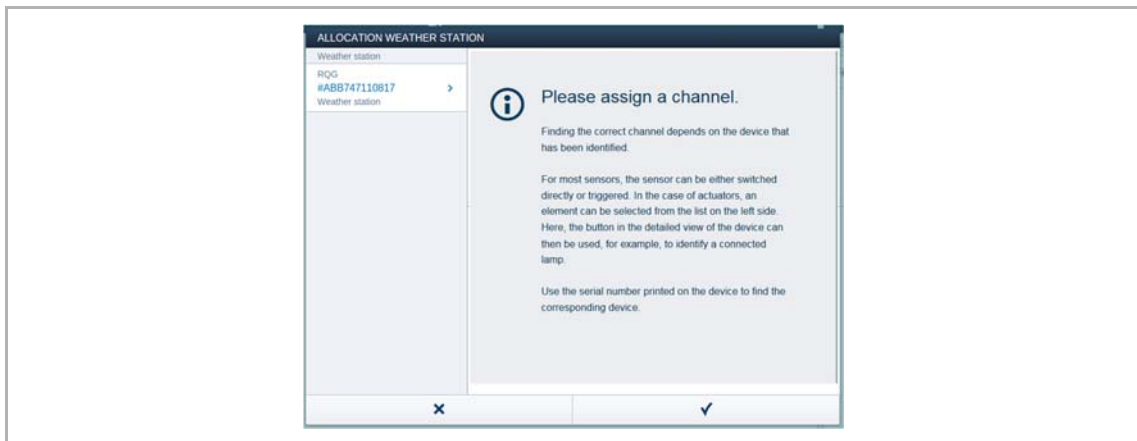 ALLOCATION WEATHER STATION
Weather station
RQG
#ABB747110817
Weather station
Please assign a channel.
Finding the correct channel depends on the device that
has been identified.
For most sensors, the sensor can be either switched
directly or triggered. In the case of actuators, an
element can be selected from the list on the left side.
Here, the button in the detailed view of the device can
then be used, for example, to identify a connected
lamp.
Use the serial number printed on the device to find the
corresponding device.